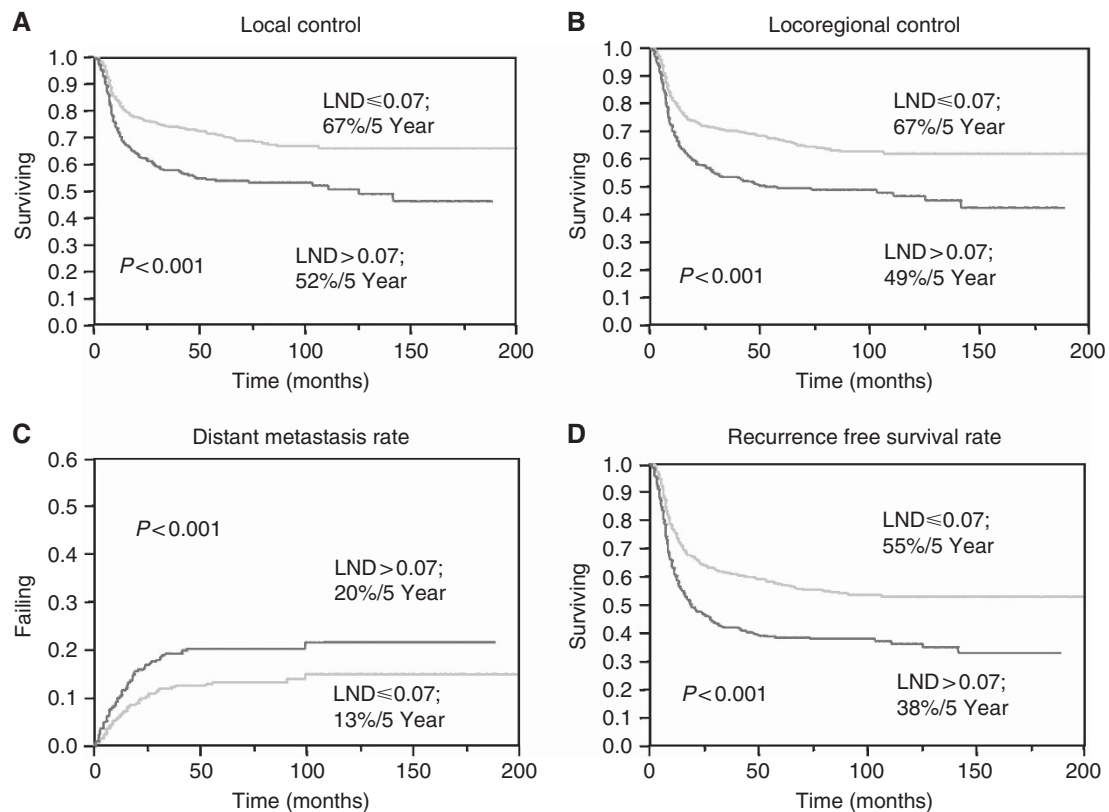 A
Local control
1.0
0.9
0.8
0.7
0.6
0.5
0.4
0.3
0.2
0.1
0.0
Surviving
LND⩽0.07;
67%/5 Year
P<0.001
LND>0.07;
52%/5 Year
0 50 100 150 200
Time (months)
B
Locoregional control
1.0
0.9
0.8
0.7
0.6
0.5
0.4
0.3
0.2
0.1
0.0
Surviving
LND⩽0.07;
67%/5 Year
P<0.001
LND>0.07;
49%/5 Year
0 50 100 150 200
Time (months)
C
Distant metastasis rate
0.6
0.5
0.4
0.3
0.2
0.1
0.0
Failing
P<0.001
LND>0.07;
20%/5 Year
LND⩽0.07;
13%/5 Year
0 50 100 150 200
Time (months)
D
Recurrence free survival rate
1.0
0.9
0.8
0.7
0.6
0.5
0.4
0.3
0.2
0.1
0.0
Surviving
LND⩽0.07;
55%/5 Year
P<0.001
LND>0.07;
38%/5 Year
0 50 100 150 200
Time (months)